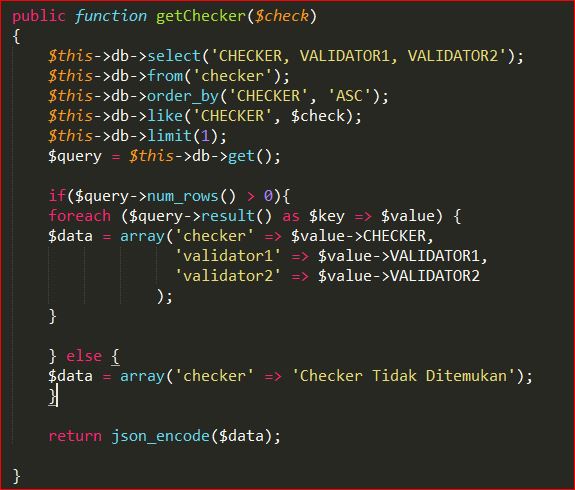 public function getChecker($check)
{
    $this->db->select('CHECKER, VALIDATOR1, VALIDATOR2');
    $this->db->from('checker');
    $this->db->order_by('CHECKER', 'ASC');
    $this->db->like('CHECKER', $check);
    $this->db->limit(1);
    $query = $this->db->get();

    if($query->num_rows() > 0){
    foreach ($query->result() as $key => $value) {
    $data = array('checker' => $value->CHECKER,
                  'validator1' => $value->VALIDATOR1,
                  'validator2' => $value->VALIDATOR2
                );
    }

    } else {
    $data = array('checker' => 'Checker Tidak Ditemukan');
    }

    return json_encode($data);

}